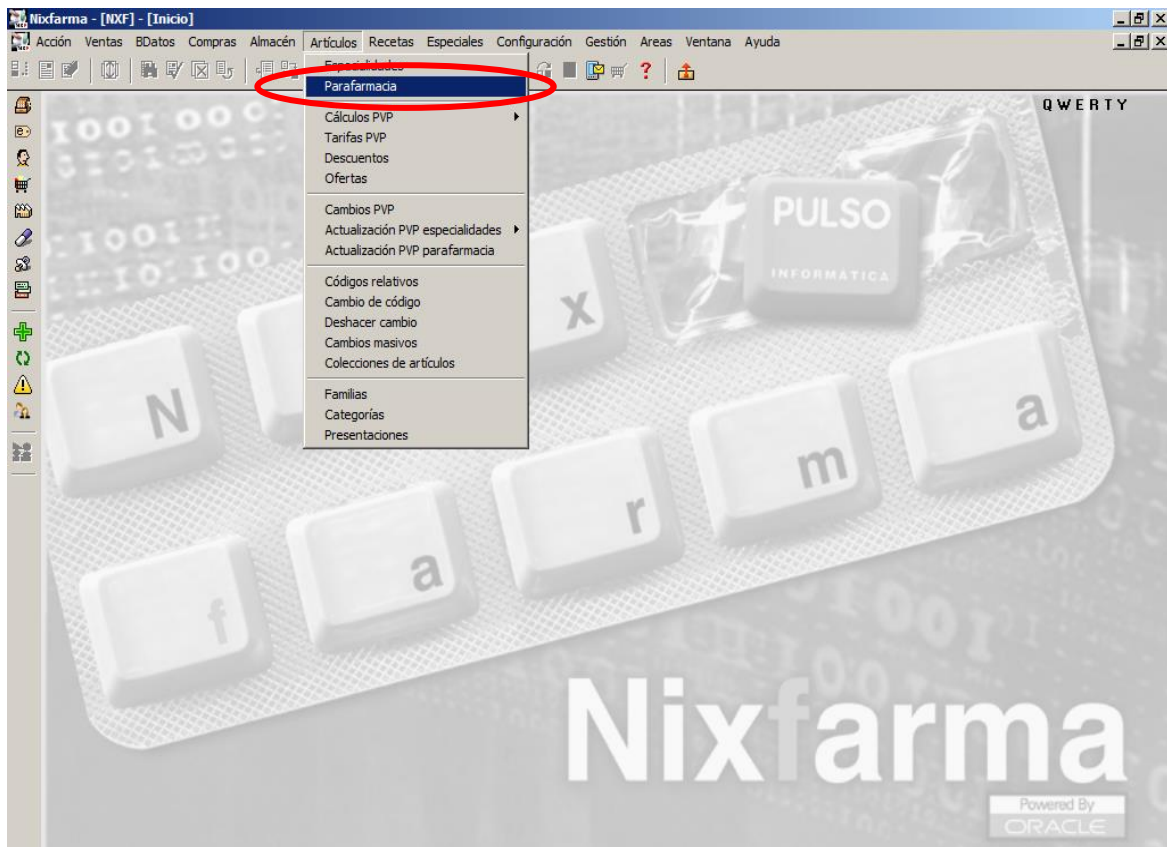 Nixfarma - [NXF] - [Inicio]
Acción Ventas BDatos Compras Almacén Artículos Recetas Especiales Configuración Gestión Areas Ventana Ayuda
Especialidades
Parafarmacia
Cálculos PVP
Tarifas PVP
Descuentos
Ofertas
Cambios PVP
Actualización PVP especialidades
Actualización PVP parafarmacia
Códigos relativos
Cambio de código
Deshacer cambio
Cambios masivos
Colecciones de artículos
Familias
Categorías
Presentaciones
QWERTY
PULSO
INFORMATICA
N x
f a r m a
Nixfarma
Powered By
ORACLE